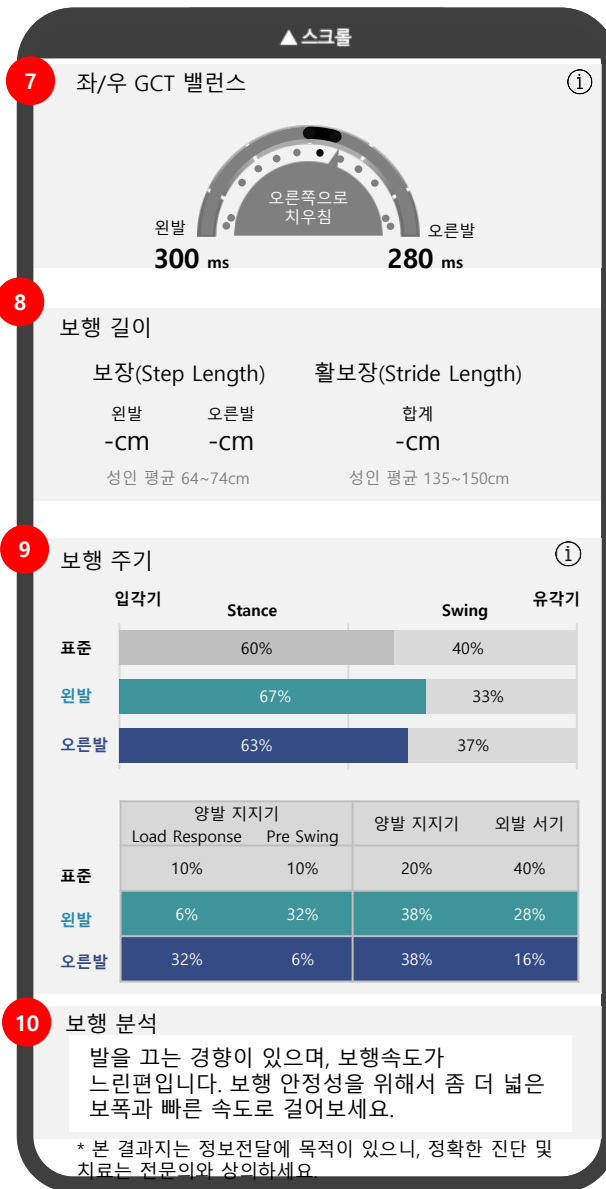 ▲스크롤
7
좌/우 GCT 밸런스
i
오른쪽으로
치우침
왼발
오른발
300 ms
280 ms
8
보행 길이
보장(Step Length)
활보장(Stride Length)
왼발
오른발
합계
-cm
-cm
-cm
성인 평균 64~74cm
성인 평균 135~150cm
9
보행 주기
i
입각기
Stance
Swing
유각기
표준
60%
40%
왼발
67%
33%
오른발
63%
37%
양발 지지기
Load Response
Pre Swing
양발 지지기
외발 서기
표준
10%
10%
20%
40%
왼발
6%
32%
38%
28%
오른발
32%
6%
38%
16%
10
보행 분석
발을 끄는 경향이 있으며, 보행속도가
느린편입니다. 보행 안정성을 위해서 좀 더 넓은
보폭과 빠른 속도로 걸어보세요.
* 본 결과지는 정보전달에 목적이 있으니, 정확한 진단 및
치료는 전문의와 상의하세요.